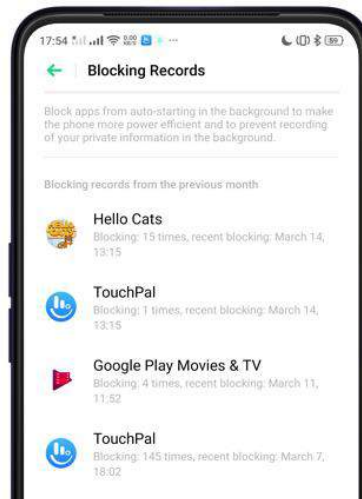 17:54
Blocking Records
Block apps from auto-starting in the background to make
the phone more power efficient and to prevent recording
of your private information in the background.
Blocking records from the previous month
Hello Cats
Blocking: 15 times, recent blocking: March 14,
13:15
TouchPal
Blocking: 1 times, recent blocking: March 14,
13:15
Google Play Movies & TV
Blocking: 4 times, recent blocking: March 11,
11:52
TouchPal
Blocking: 145 times, recent blocking: March 7,
18:02